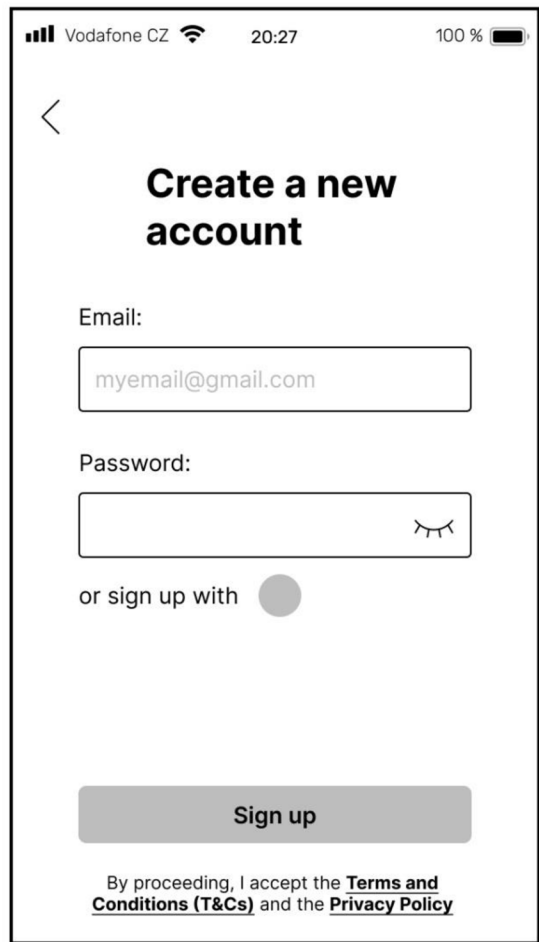 Vodafone CZ 20:27 100 %
Create a new
account
Email:
myemail@gmail.com
Password:
or sign up with
Sign up
By proceeding, I accept the Terms and
Conditions (T&Cs) and the Privacy Policy